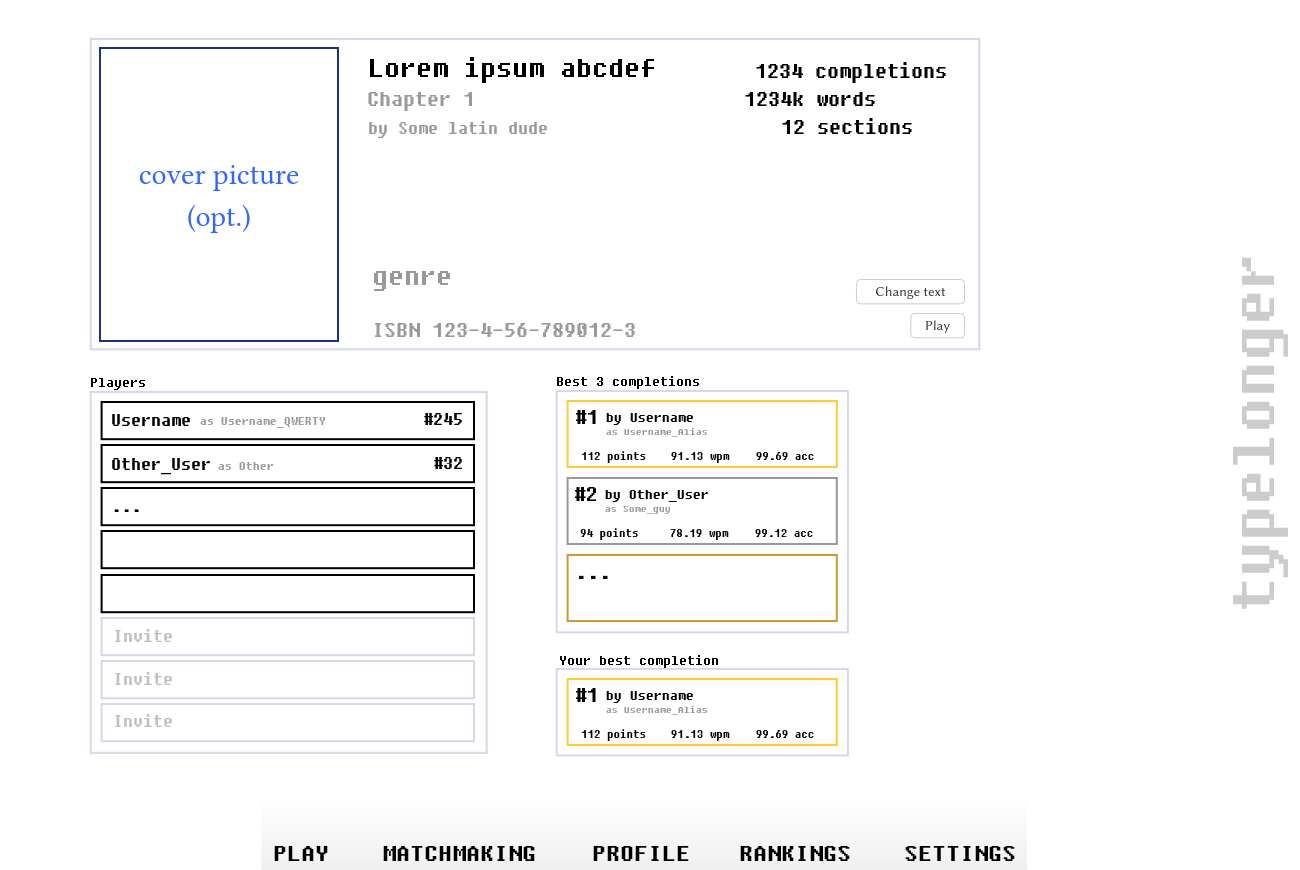 cover picture
(opt.)
Lorem ipsum abcdef
Chapter 1
by Some latin dude
1234 completions
1234k words
12 sections
genre
ISBN 123-4-56-789012-3
Change text
Play
Players
Username as Username_QWERTY #245
Other_User as Other #32
...
Invite
Invite
Invite
Best 3 completions
#1 by Username
as Username_Alias
112 points 91.13 wpm 99.69 acc
#2 by Other_User
as Some_guy
94 points 78.19 wpm 99.12 acc
...
Your best completion
#1 by Username
as Username_Alias
112 points 91.13 wpm 99.69 acc
typelonger
PLAY MATCHMAKING PROFILE RANKINGS SETTINGS